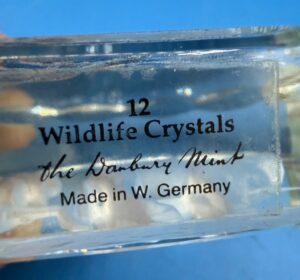 12
Wildlife Crystals
the Danbury Mint
Made in W. Germany